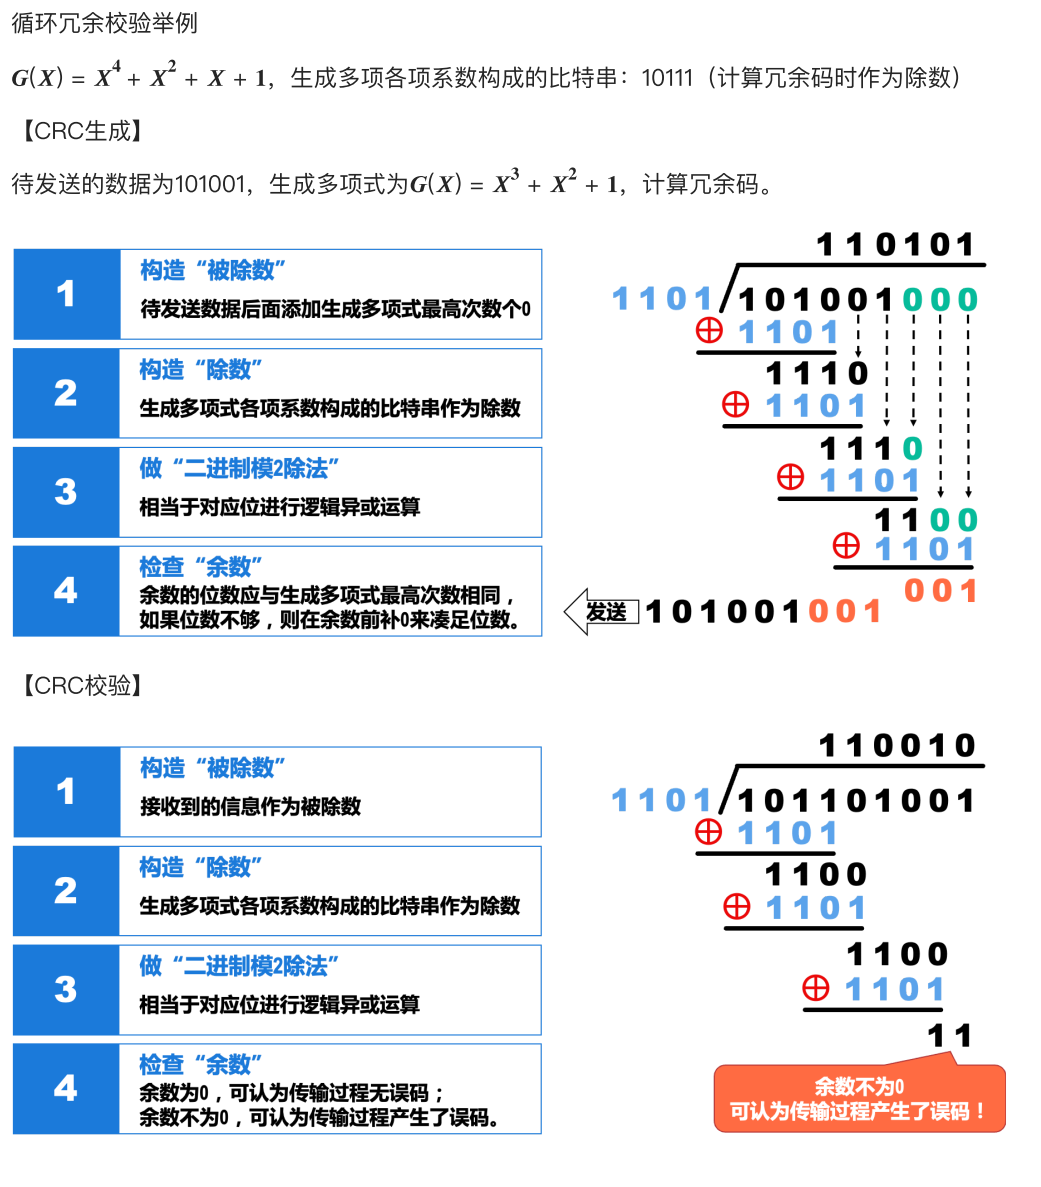 循环冗余校验举例
G(X) = X⁴ + X² + X + 1，生成多项各项系数构成的比特串：10111（计算冗余码时作为除数）
【CRC生成】
待发送的数据为101001，生成多项式为G(X) = X³ + X² + 1，计算冗余码。
1
构造“被除数”
待发送数据后面添加生成多项式最高次数个0
2
构造“除数”
生成多项式各项系数构成的比特串作为除数
3
做“二进制模2除法”
相当于对应位进行逻辑异或运算
4
检查“余数”
余数的位数应与生成多项式最高次数相同，
如果位数不够，则在余数前补0来凑足位数。
110101
1101 101001000
⊕ 1101
1110
⊕ 1101
1110
⊕ 1101
1100
⊕ 1101
001
发送 101001001
【CRC校验】
1
构造“被除数”
接收到的信息作为被除数
2
构造“除数”
生成多项式各项系数构成的比特串作为除数
3
做“二进制模2除法”
相当于对应位进行逻辑异或运算
4
检查“余数”
余数为0，可认为传输过程无误码；
余数不为0，可认为传输过程产生了误码。
110010
1101 101101001
⊕ 1101
1100
⊕ 1101
1100
⊕ 1101
11
余数不为0
可认为传输过程产生了误码！